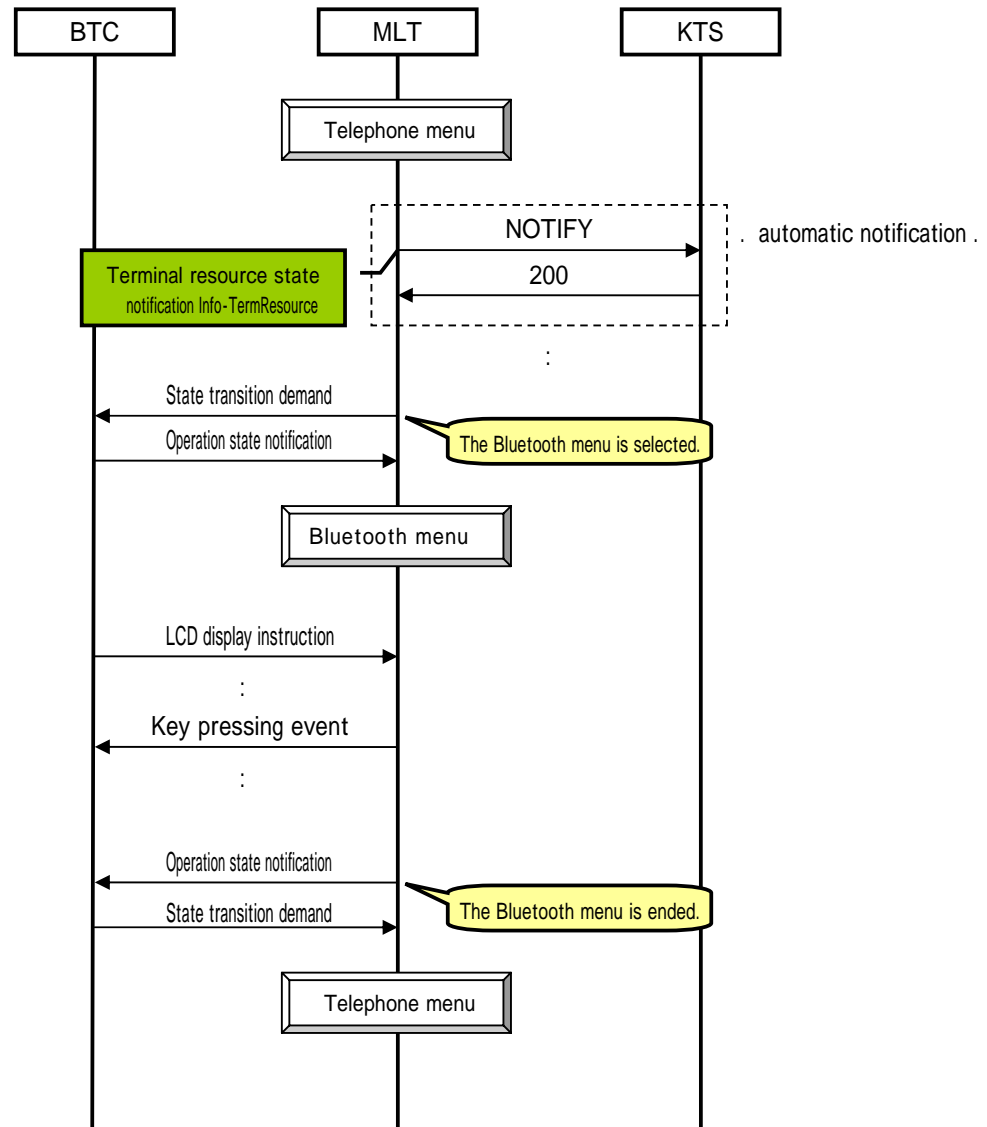 BTC
MLT
KTS
Telephone menu
NOTIFY
. automatic notification .
Terminal resource state
notification Info-TermResource
200
:
State transition demand
Operation state notification
The Bluetooth menu is selected.
Bluetooth menu
LCD display instruction
:
Key pressing event
:
Operation state notification
State transition demand
The Bluetooth menu is ended.
Telephone menu